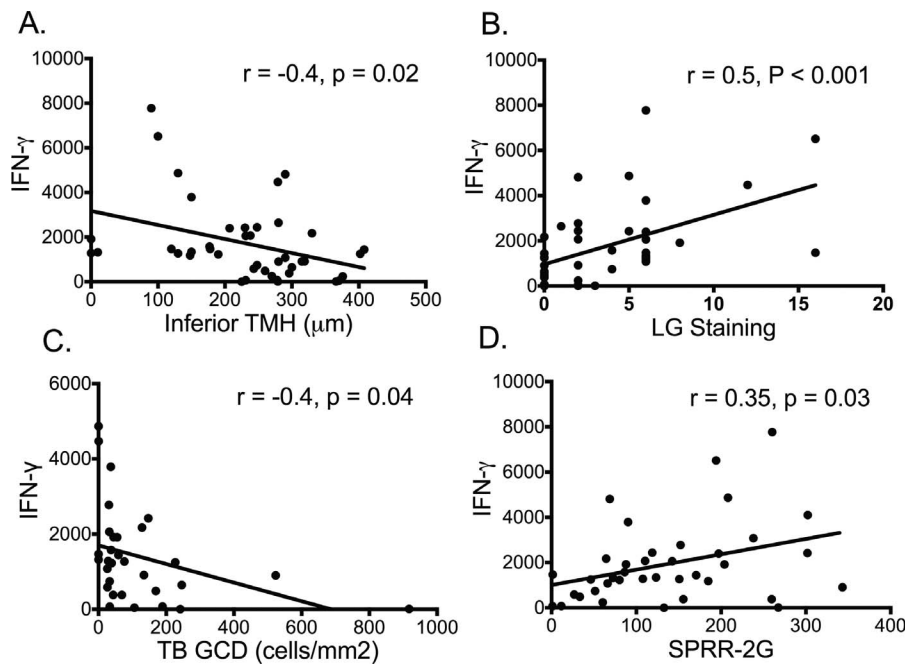 A.
r = -0.4, p = 0.02
IFN-γ
10000
8000
6000
4000
2000
0
0 100 200 300 400 500
Inferior TMH (μm)
B.
r = 0.5, P < 0.001
IFN-γ
10000
8000
6000
4000
2000
0
0 5 10 15 20
LG Staining
C.
r = -0.4, p = 0.04
IFN-γ
6000
4000
2000
0
0 200 400 600 800 1000
TB GCD (cells/mm2)
D.
r = 0.35, p = 0.03
IFN-γ
10000
8000
6000
4000
2000
0
0 100 200 300 400
SPRR-2G